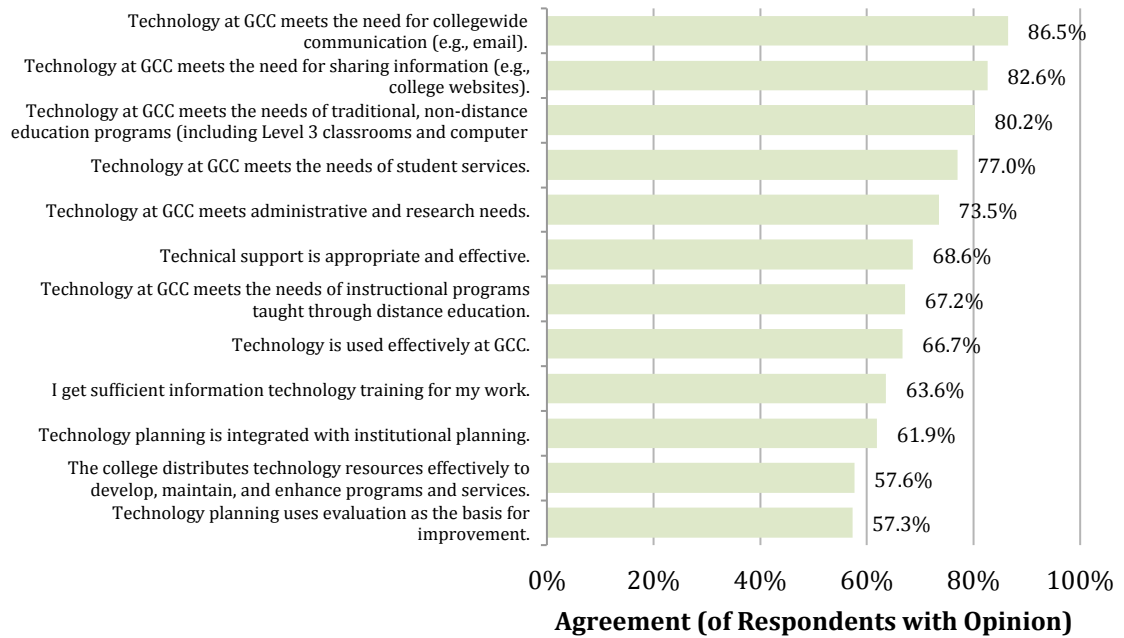 Technology at GCC meets the need for collegewide
communication (e.g., email).
86.5%
Technology at GCC meets the need for sharing information (e.g.,
college websites).
82.6%
Technology at GCC meets the needs of traditional, non-distance
education programs (including Level 3 classrooms and computer
80.2%
Technology at GCC meets the needs of student services.
77.0%
Technology at GCC meets administrative and research needs.
73.5%
Technical support is appropriate and effective.
68.6%
Technology at GCC meets the needs of instructional programs
taught through distance education.
67.2%
Technology is used effectively at GCC.
66.7%
I get sufficient information technology training for my work.
63.6%
Technology planning is integrated with institutional planning.
61.9%
The college distributes technology resources effectively to
develop, maintain, and enhance programs and services.
57.6%
Technology planning uses evaluation as the basis for
improvement.
57.3%
0% 20% 40% 60% 80% 100%
Agreement (of Respondents with Opinion)